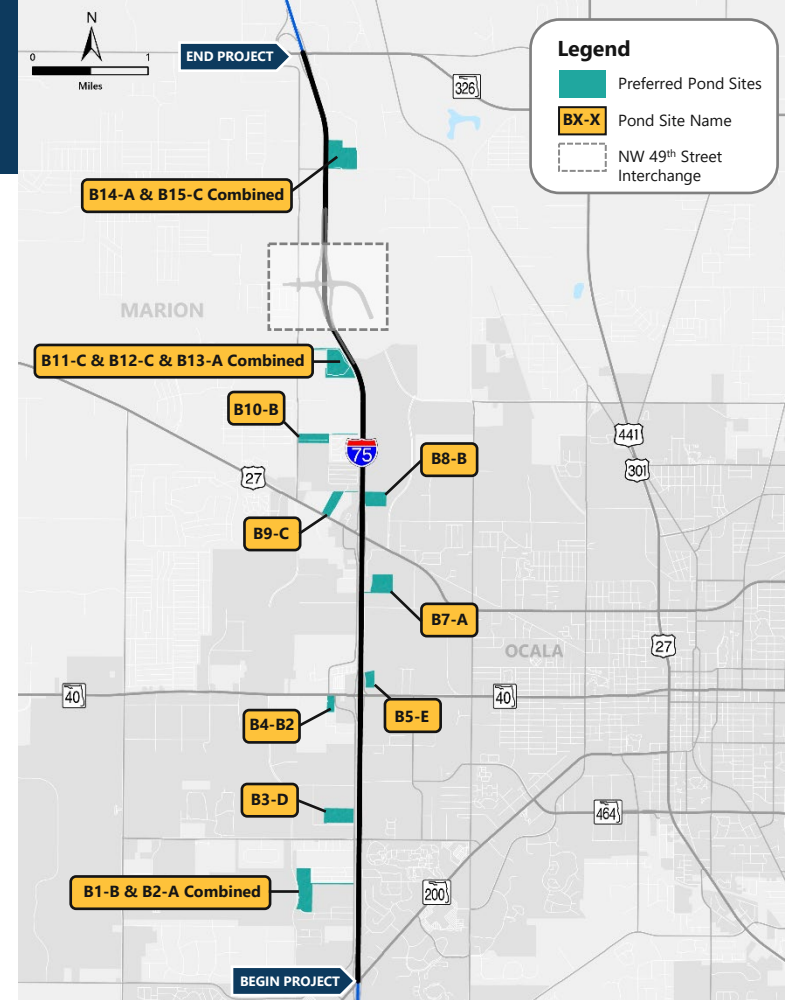 N
0 1
Miles
END PROJECT
326
Legend
Preferred Pond Sites
BX-X Pond Site Name
NW 49th Street
Interchange
B14-A & B15-C Combined
MARION
B11-C & B12-C & B13-A Combined
B10-B
75
441
301
27
B8-B
B9-C
B7-A
OCALA
27
40
40
B5-E
B4-B2
B3-D
464
B1-B & B2-A Combined
200
BEGIN PROJECT